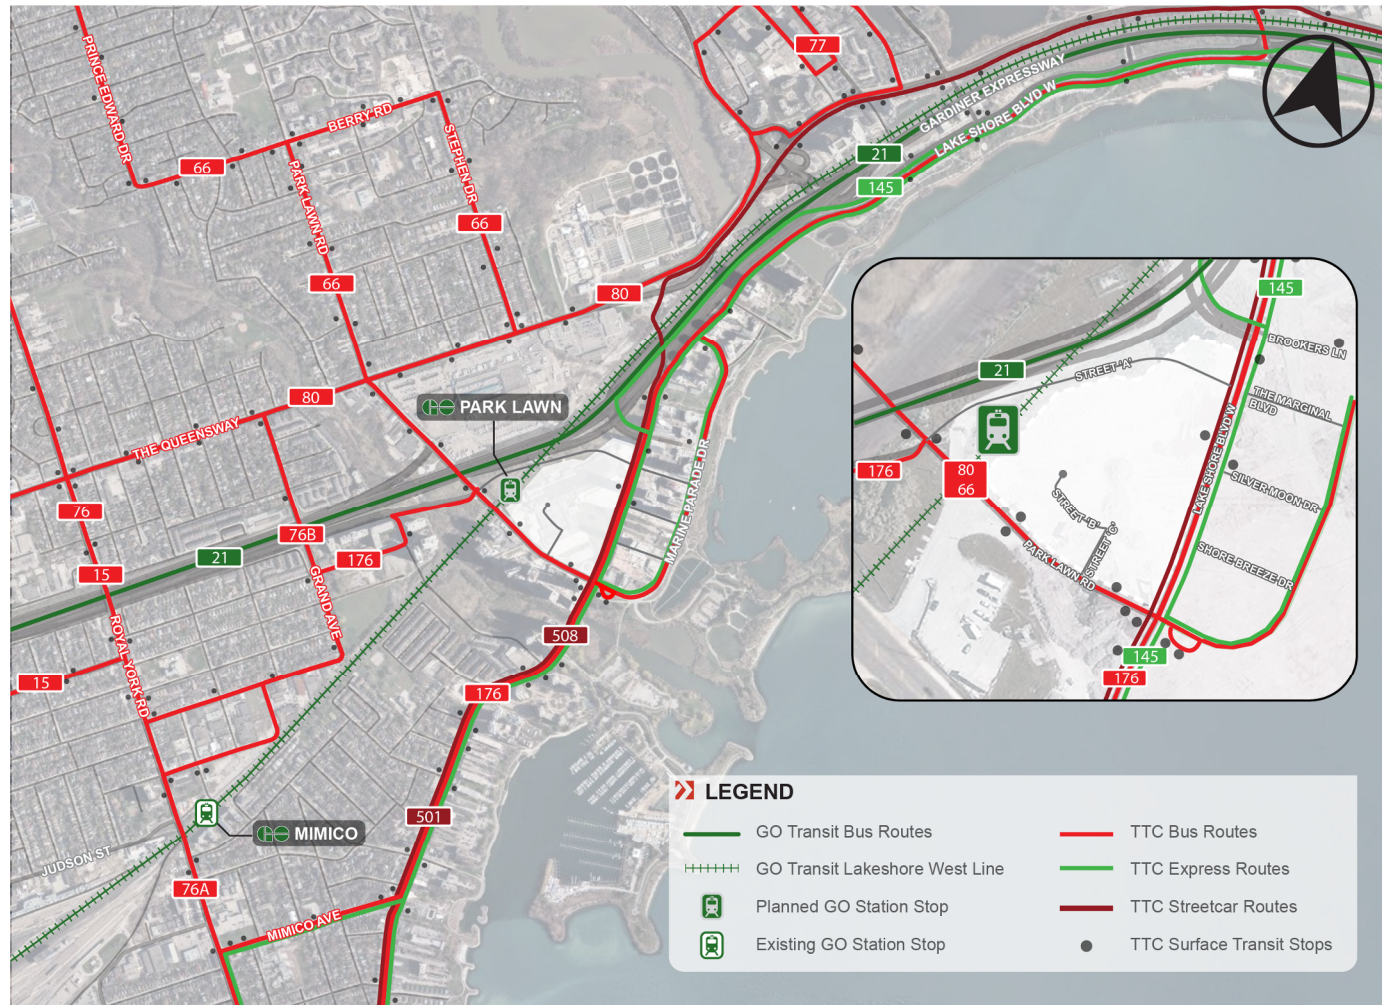 77
PRINCE EDWARD DR
BERRY RD
66
STEPHEN DR
PARK LAWN RD
66
66
GARDINER EXPRESSWAY
LAKE SHORE BLVD W
21
145
80
80
THE QUEENSWAY
GO PARK LAWN
76
76B
21
176
15
GRAND AVE
MARINE PARADE DR
508
ROYAL YORK RD
15
176
501
GO MIMICO
JUDSON ST
76A
MIMICO AVE
145
BROOKERS LN
21
STREET 'A'
THE MARGINAL
BLVD
LAKE SHORE BLVD W
176
80
66
SILVER MOON DR
STREET 'B'
STREET 'C'
SHORE BREEZE DR
PARK LAWN RD
145
176
LEGEND
GO Transit Bus Routes
GO Transit Lakeshore West Line
Planned GO Station Stop
Existing GO Station Stop
TTC Bus Routes
TTC Express Routes
TTC Streetcar Routes
TTC Surface Transit Stops